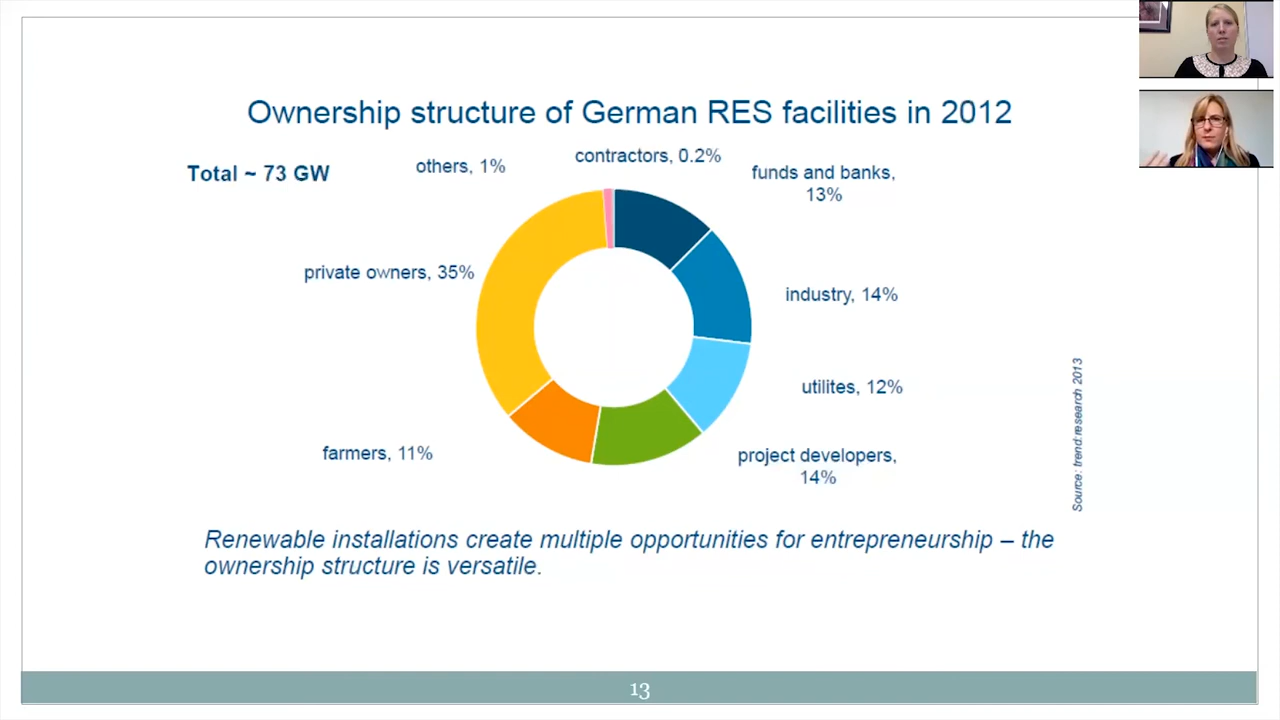 Ownership structure of German RES facilities in 2012
Total ~ 73 GW
others, 1%
contractors, 0.2%
funds and banks,
13%
private owners, 35%
industry, 14%
utilites, 12%
farmers, 11%
project developers,
14%
Source: trend:research 2013
Renewable installations create multiple opportunities for entrepreneurship – the
ownership structure is versatile.
13